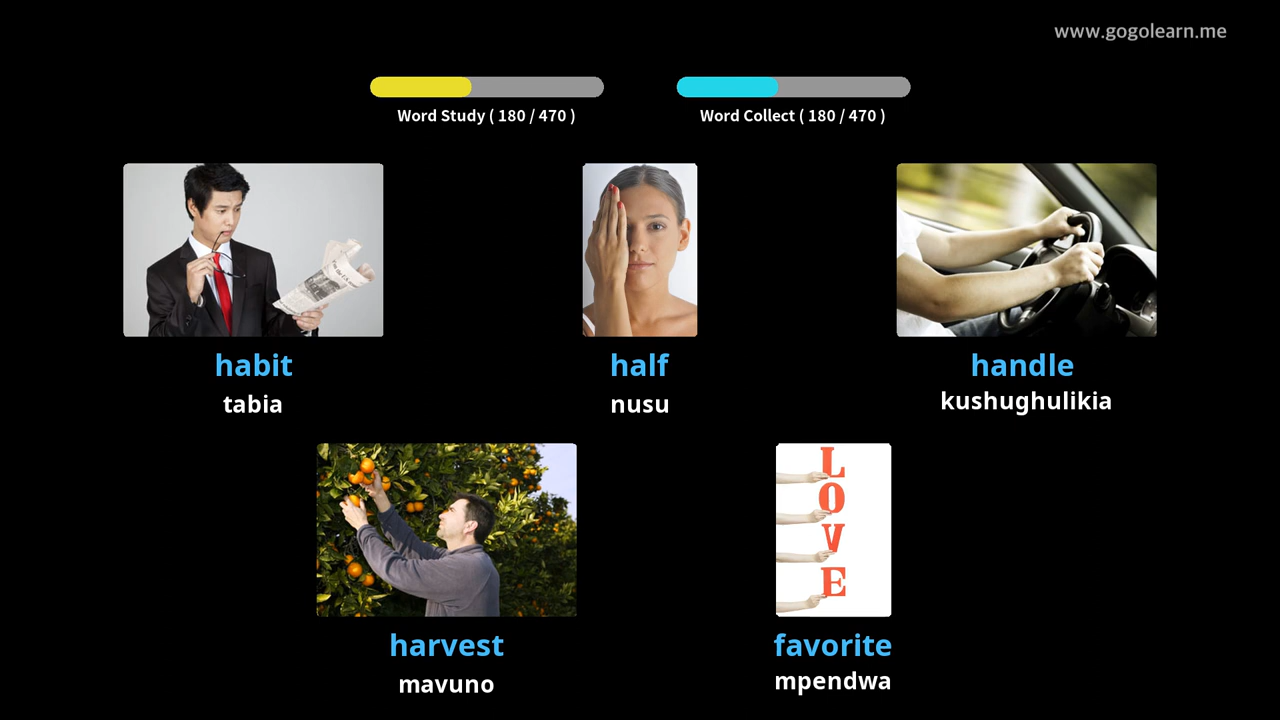 www.gogolearn.me
Word Study ( 180 / 470 )
Word Collect ( 180 / 470 )
habit
tabia
half
nusu
handle
kushughulikia
L
O
V
E
harvest
mavuno
favorite
mpendwa